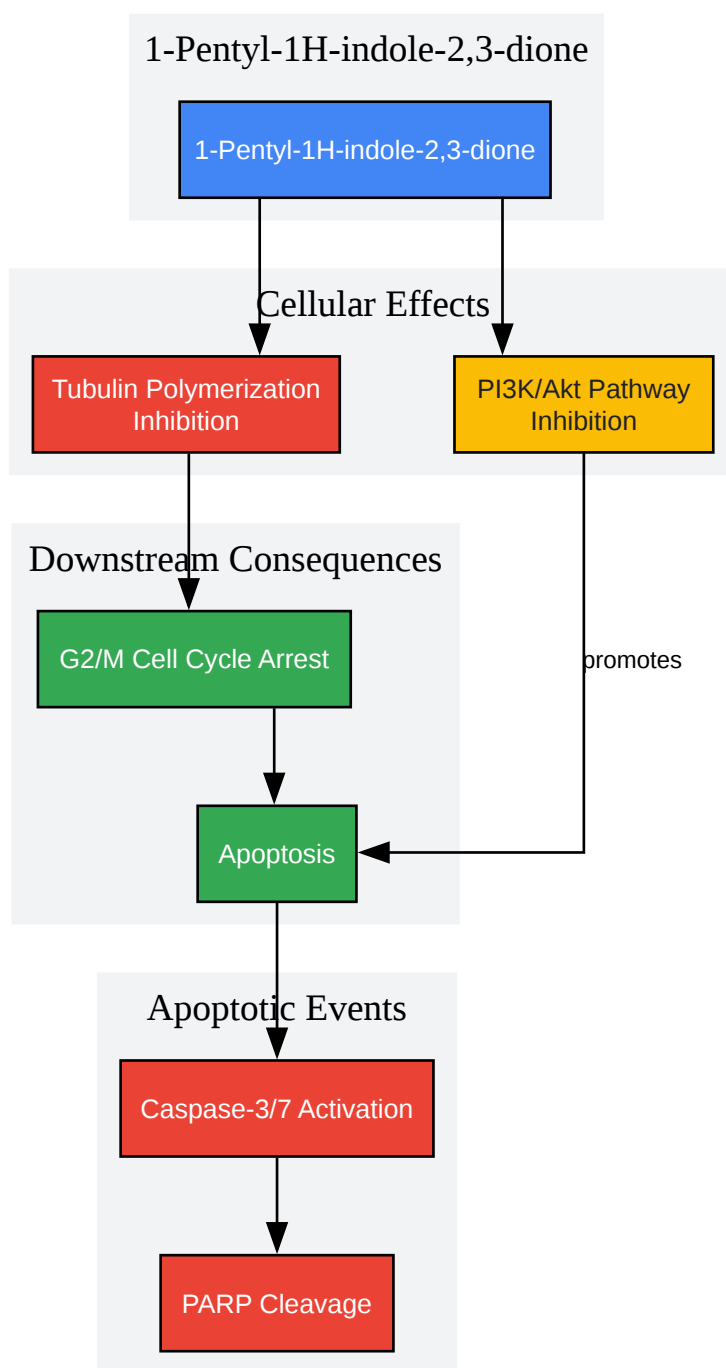 1-Pentyl-1H-indole-2,3-dione
1-Pentyl-1H-indole-2,3-dione
Cellular Effects
Tubulin Polymerization
Inhibition
PI3K/Akt Pathway
Inhibition
Downstream Consequences
G2/M Cell Cycle Arrest
promotes
Apoptosis
Apoptotic Events
Caspase-3/7 Activation
PARP Cleavage